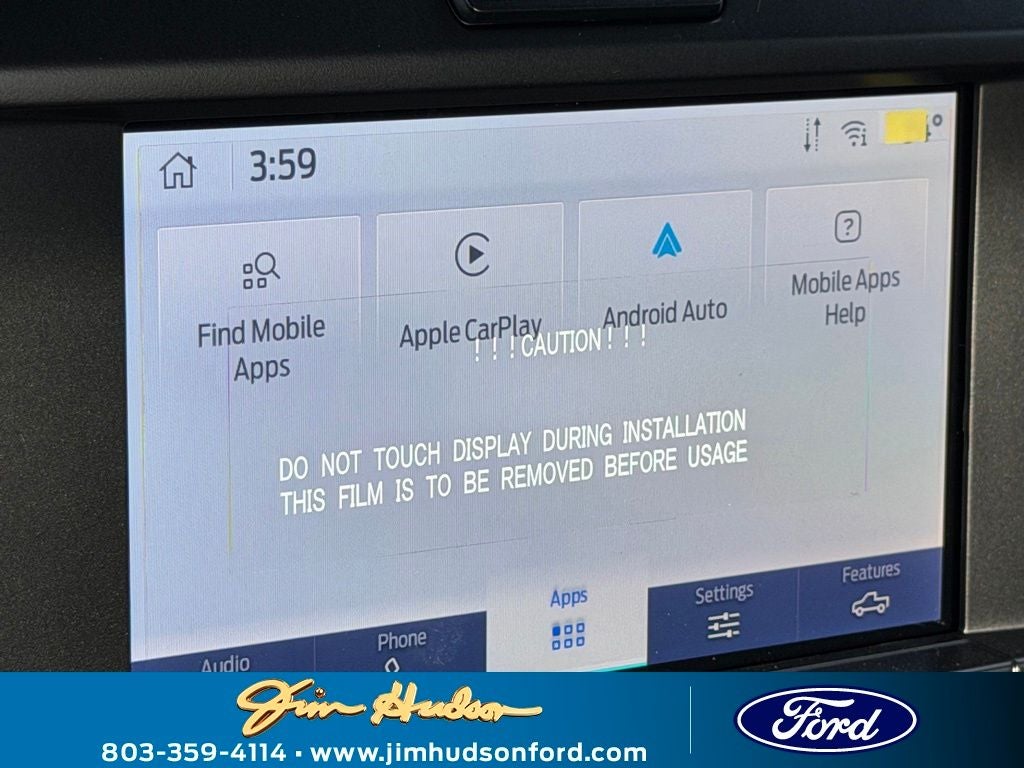 3:59
Find Mobile
Apps
Apple CarPlay
Android Auto
Mobile Apps
Help
! ! ! CAUTION ! ! !
DO NOT TOUCH DISPLAY DURING INSTALLATION
THIS FILM IS TO BE REMOVED BEFORE USAGE
Audio
Phone
Apps
Settings
Features
Jim Hudson
803-359-4114 · www.jimhudsonford.com
Ford